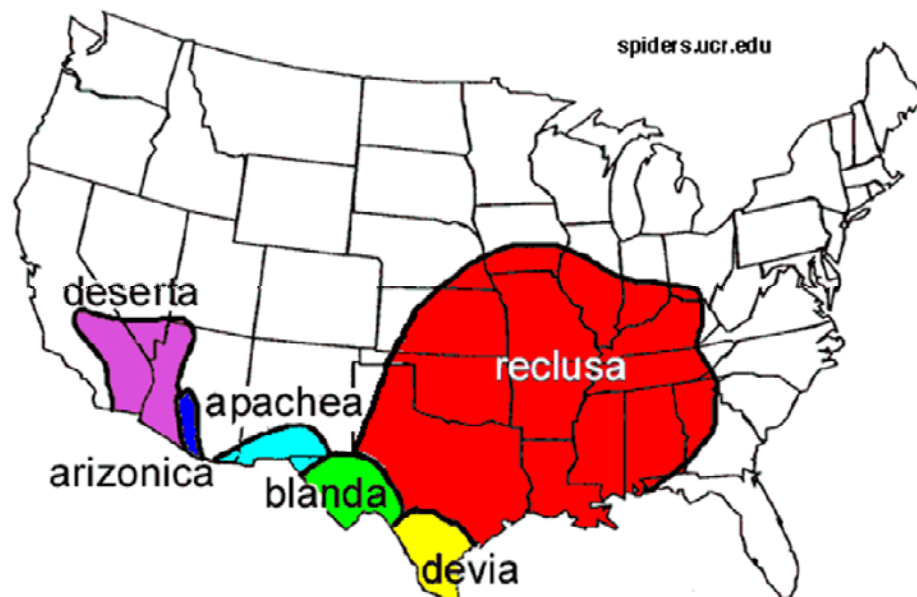 spiders.ucr.edu
deserta
reclusa
apachea
arizonica
blanda
devia